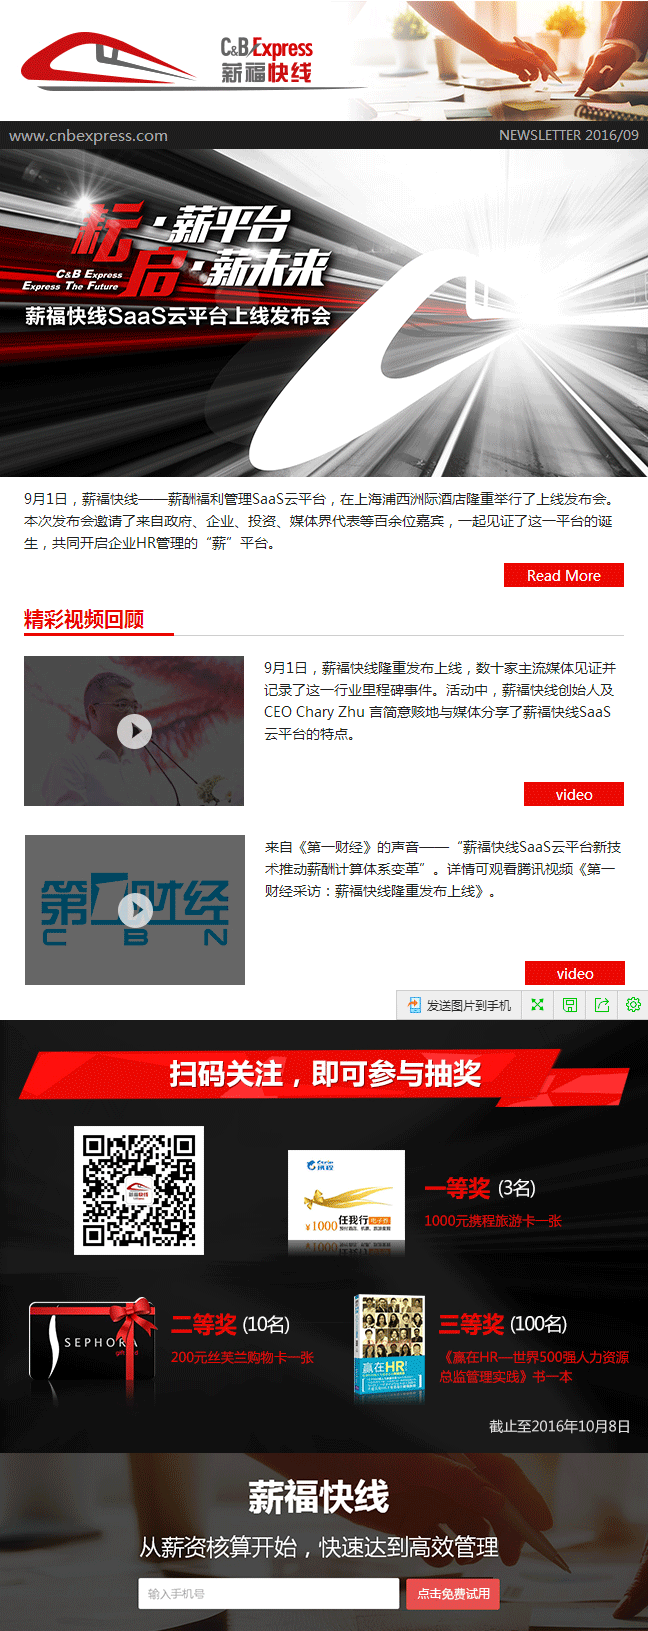 C&B Express
薪福快线
www.cnbexpress.com
NEWSLETTER 2016/09
耘·薪平台
启·新未来
C&B Express
Express The Future
薪福快线SaaS云平台上线发布会
9月1日，薪福快线——薪酬福利管理SaaS云平台，在上海浦西洲际酒店隆重举行了上线发布会。
本次发布会邀请了来自政府、企业、投资、媒体界代表等百余位嘉宾，一起见证了这一平台的诞
生，共同开启企业HR管理的“薪”平台。
Read More
精彩视频回顾
9月1日，薪福快线隆重发布上线，数十家主流媒体见证并
记录了这一行业里程碑事件。活动中，薪福快线创始人及
CEO Chary Zhu 言简意赅地与媒体分享了薪福快线SaaS
云平台的特点。
video
第一财经
CBN
来自《第一财经》的声音——“薪福快线SaaS云平台新技
术推动薪酬计算体系变革”。详情可观看腾讯视频《第一
财经采访：薪福快线隆重发布上线》。
video
发送图片到手机
扫码关注，即可参与抽奖
薪福快线
Ctrip
携程
¥1000
任我行
一等奖 (3名)
1000元携程旅游卡一张
SEPHORA
gift card
二等奖 (10名)
200元丝芙兰购物卡一张
赢在HR!
三等奖 (100名)
《赢在HR—世界500强人力资源
总监管理实践》书一本
截止至2016年10月8日
薪福快线
从薪资核算开始，快速达到高效管理
输入手机号
点击免费试用